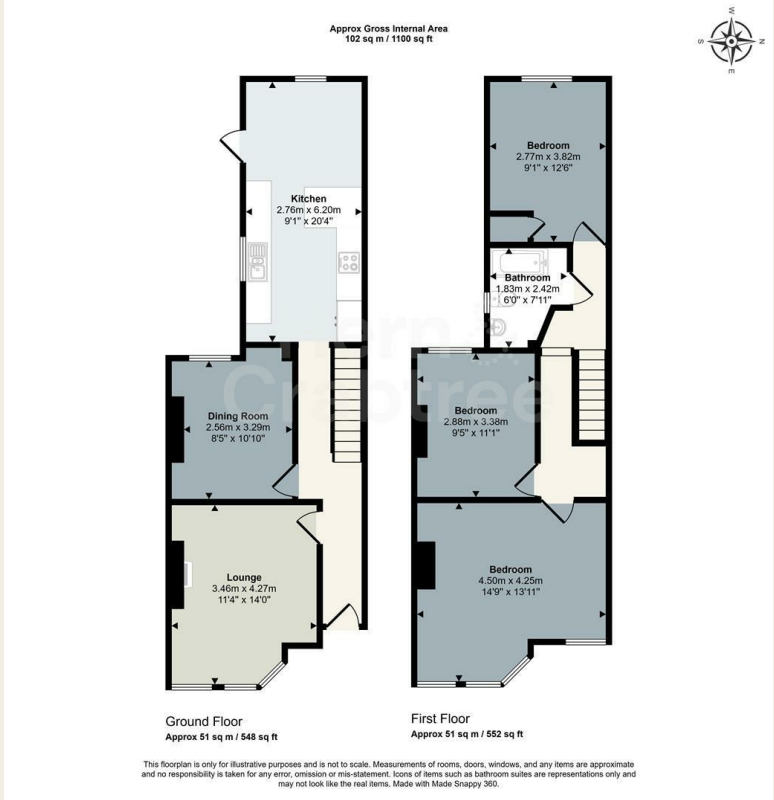 Approx Gross Internal Area
102 sq m / 1100 sq ft
W
S
N
E
Kitchen
2.76m x 6.20m
9'1" x 20'4"
Dining Room
2.56m x 3.29m
8'5" x 10'10"
Lounge
3.46m x 4.27m
11'4" x 14'0"
Ground Floor
Approx 51 sq m / 548 sq ft
Bedroom
2.77m x 3.82m
9'1" x 12'6"
Bathroom
1.83m x 2.42m
6'0" x 7'11"
Bedroom
2.88m x 3.38m
9'5" x 11'1"
Bedroom
4.50m x 4.25m
14'9" x 13'11"
First Floor
Approx 51 sq m / 552 sq ft
Hern
Crabtree
This floorplan is only for illustrative purposes and is not to scale. Measurements of rooms, doors, windows, and any items are approximate
and no responsibility is taken for any error, omission or mis-statement. Icons of items such as bathroom suites are representations only and
may not look like the real items. Made with Made Snappy 360.